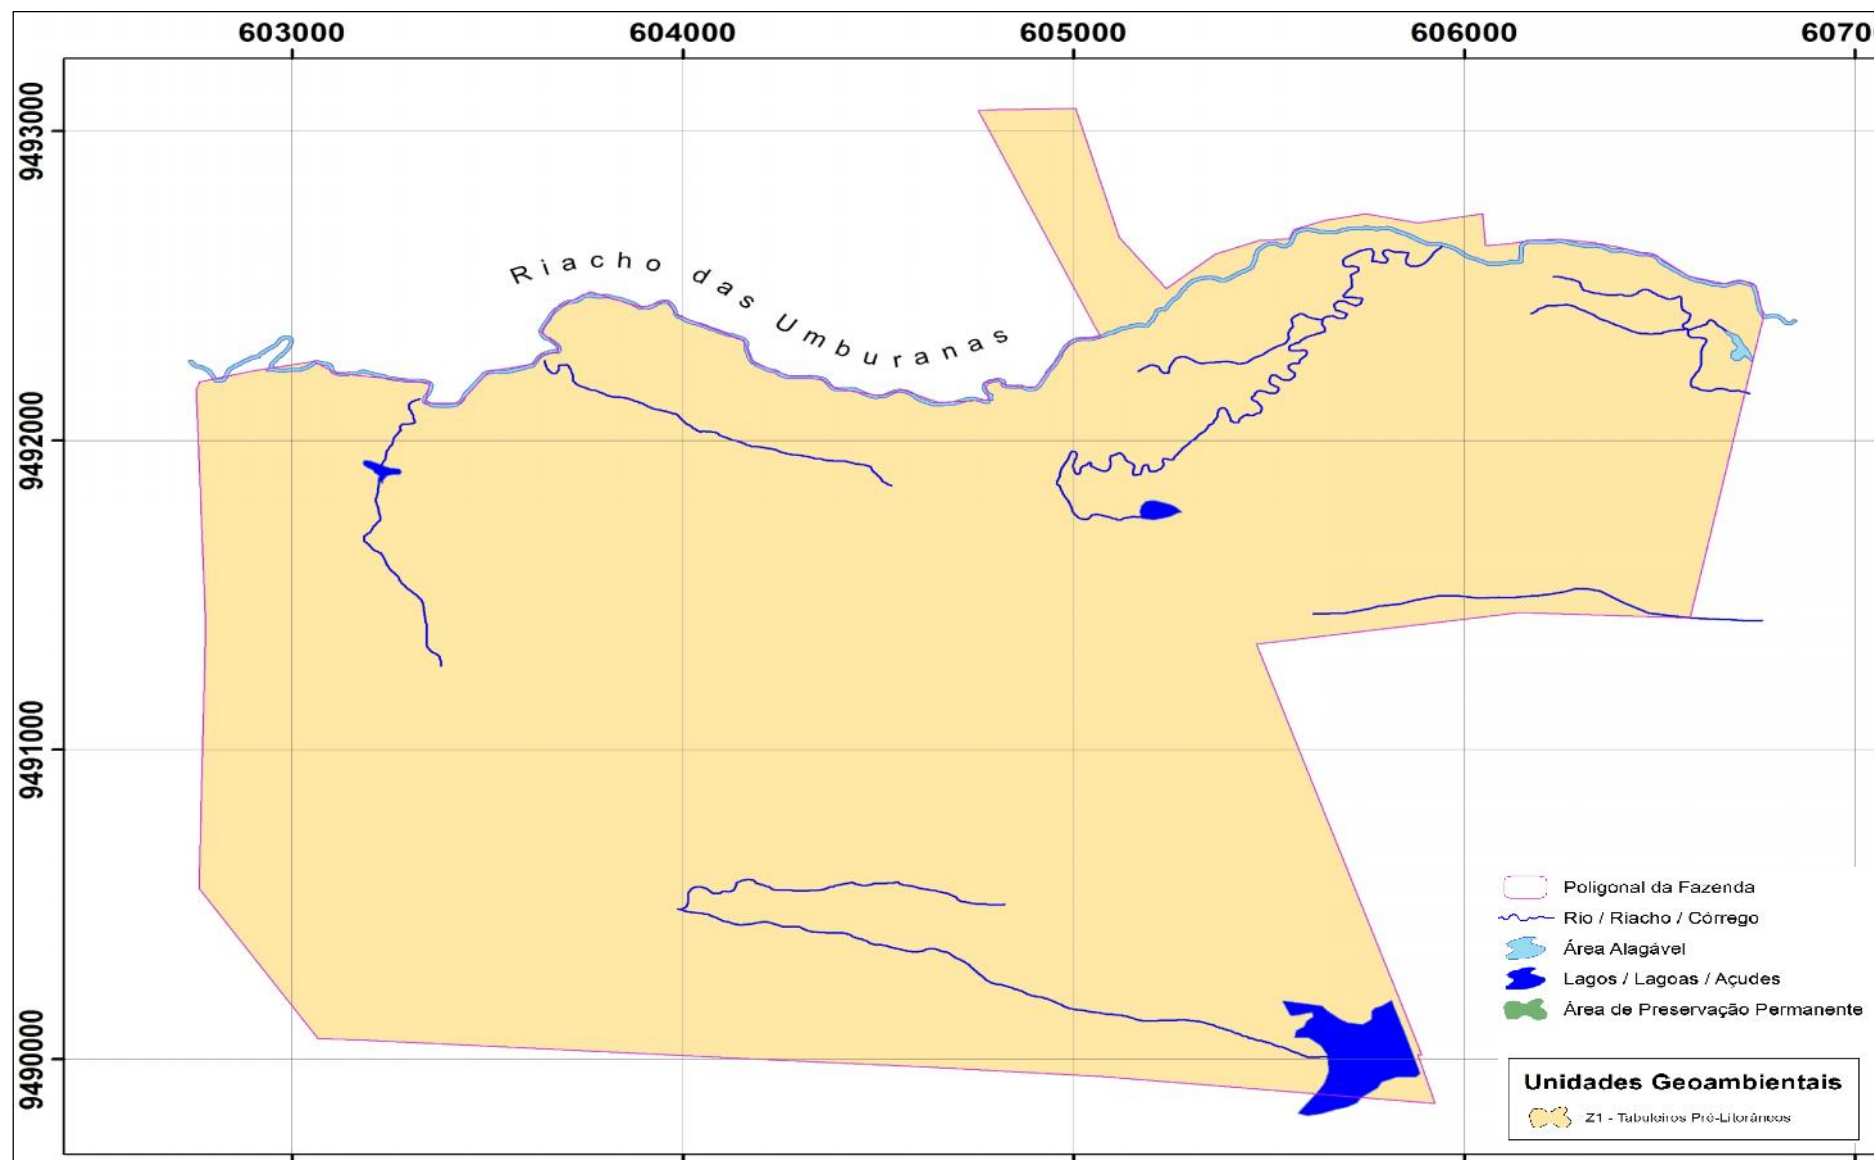 603000 604000 605000 606000 6070
9493000
9492000
9491000
9490000
Riacho das Umburanas
Poligonal da Fazenda
Rio / Riacho / Córrego
Área Alagável
Lagos / Lagoas / Açudes
Área de Preservação Permanente
Unidades Geoambientais
Z1 - Tabuleiros Pré-Litorâneos